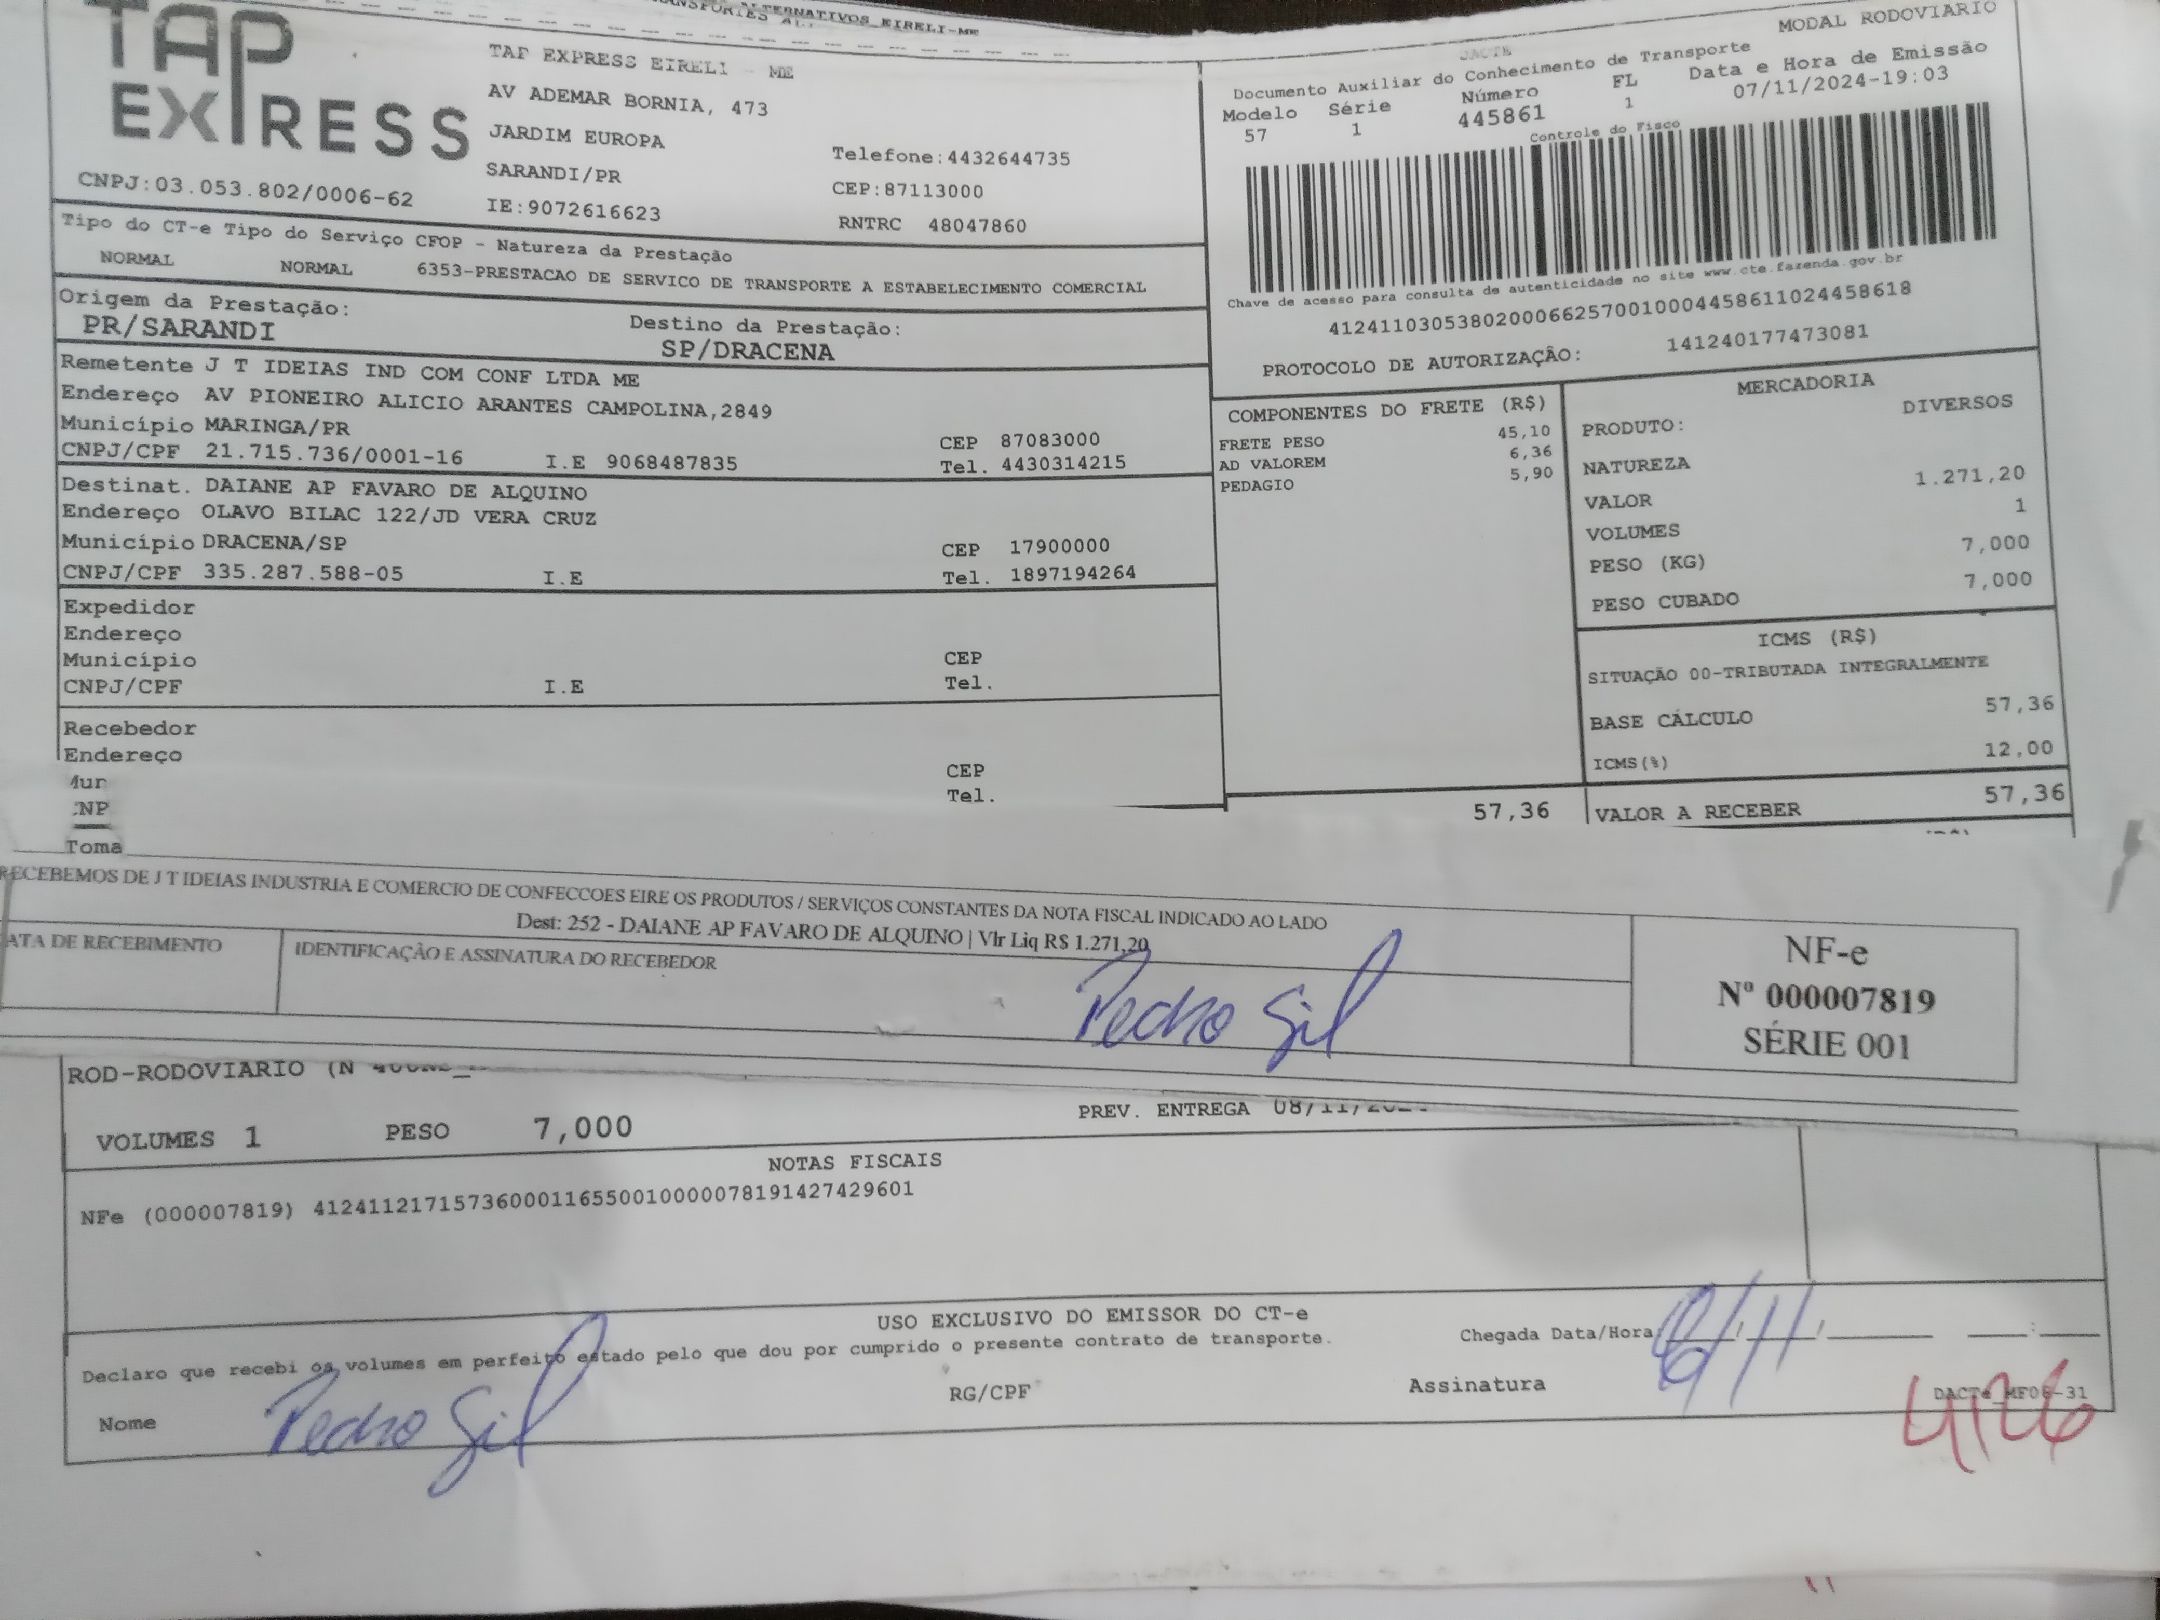 TRANSPORTES ALTERNATIVOS EIRELI-ME
TAP EXPRESS
TAF EXPRESS EIRELI - ME
AV ADEMAR BORNIA, 473
JARDIM EUROPA
SARANDI/PR
IE:9072616623
Telefone:4432644735
CEP:87113000
RNTRC 48047860
CNPJ:03.053.802/0006-62
MODAL RODOVIARIO
DACTE
Documento Auxiliar do Conhecimento de Transporte
Data e Hora de Emissão
07/11/2024-19:03
Modelo Série Número FL
57 1 445861 1
Controle do Fisco
Chave de acesso para consulta de autenticidade no site www.cte.fazenda.gov.br
41241103053802000662570010004458611024458618
PROTOCOLO DE AUTORIZAÇÃO: 141240177473081
Tipo do CT-e Tipo do Serviço CFOP - Natureza da Prestação
NORMAL NORMAL 6353-PRESTACAO DE SERVICO DE TRANSPORTE A ESTABELECIMENTO COMERCIAL
Origem da Prestação: Destino da Prestação:
PR/SARANDI SP/DRACENA
Remetente J T IDEIAS IND COM CONF LTDA ME
Endereço AV PIONEIRO ALICIO ARANTES CAMPOLINA,2849
Município MARINGA/PR CEP 87083000
CNPJ/CPF 21.715.736/0001-16 I.E 9068487835 Tel. 4430314215
Destinat. DAIANE AP FAVARO DE ALQUINO
Endereço OLAVO BILAC 122/JD VERA CRUZ
Município DRACENA/SP CEP 17900000
CNPJ/CPF 335.287.588-05 I.E Tel. 1897194264
Expedidor
Endereço
Município CEP
CNPJ/CPF I.E Tel.
Recebedor
Endereço
Mun CEP
CNP Tel.
Toma
COMPONENTES DO FRETE (R$)
FRETE PESO 45,10
AD VALOREM 6,36
PEDAGIO 5,90
57,36
MERCADORIA
PRODUTO: DIVERSOS
NATUREZA
VALOR 1.271,20
VOLUMES 1
PESO (KG) 7,000
PESO CUBADO 7,000
ICMS (R$)
SITUAÇÃO 00-TRIBUTADA INTEGRALMENTE
BASE CÁLCULO 57,36
ICMS(%) 12,00
VALOR A RECEBER 57,36
RECEBEMOS DE J T IDEIAS INDUSTRIA E COMERCIO DE CONFECCOES EIRE OS PRODUTOS / SERVIÇOS CONSTANTES DA NOTA FISCAL INDICADO AO LADO
Dest: 252 - DAIANE AP FAVARO DE ALQUINO | Vlr Liq R$ 1.271,20
ATA DE RECEBIMENTO IDENTIFICAÇÃO E ASSINATURA DO RECEBEDOR
Pedro Gil
NF-e
Nº 000007819
SÉRIE 001
ROD-RODOVIARIO (N
VOLUMES 1 PESO 7,000 PREV. ENTREGA 08/11/202
NOTAS FISCAIS
NFe (000007819) 41241121715736000116550010000078191427429601
USO EXCLUSIVO DO EMISSOR DO CT-e
Declaro que recebi os volumes em perfeito estado pelo que dou por cumprido o presente contrato de transporte.
Chegada Data/Hora: 8/11
Nome Pedro Gil RG/CPF Assinatura
DACTe_MF06-31